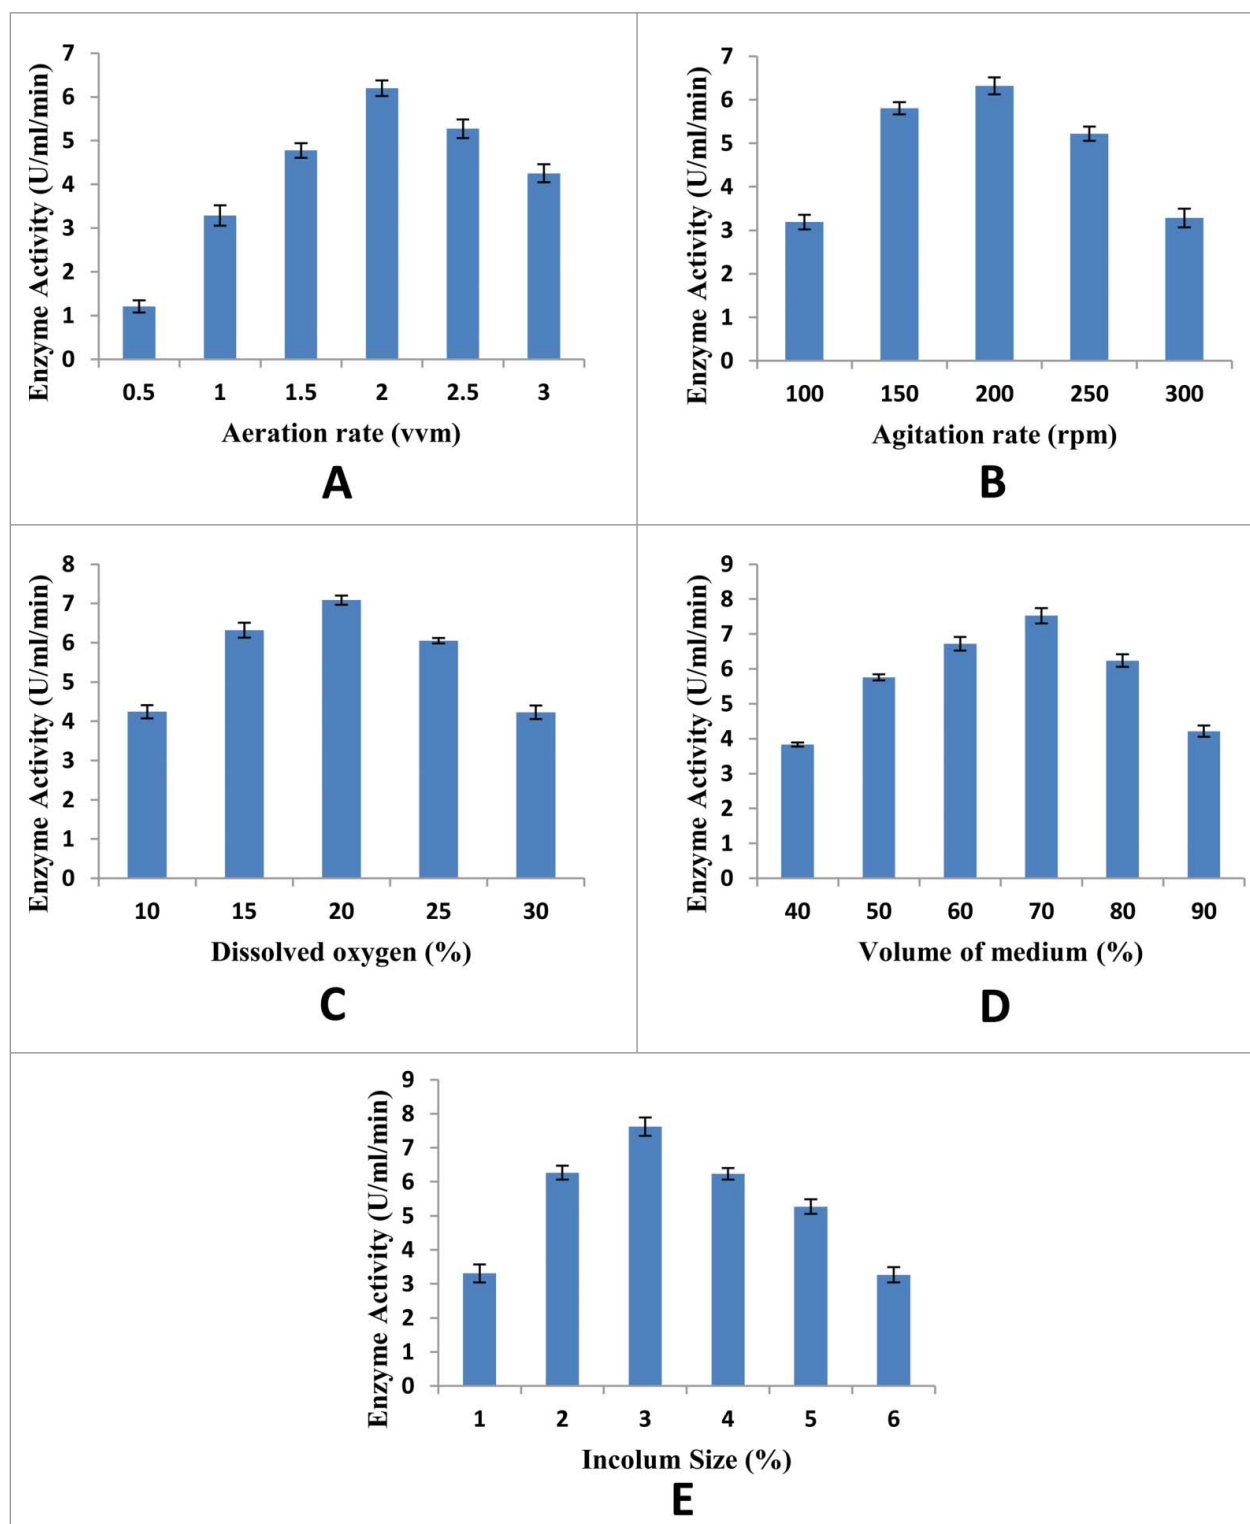 Enzyme Activity (U/ml/min)
7
6
5
4
3
2
1
0
0.5 1 1.5 2 2.5 3
Aeration rate (vvm)
A
Enzyme Activity (U/ml/min)
7
6
5
4
3
2
1
0
100 150 200 250 300
Agitation rate (rpm)
B
Enzyme Activity (U/ml/min)
8
7
6
5
4
3
2
1
0
10 15 20 25 30
Dissolved oxygen (%)
C
Enzyme Activity (U/ml/min)
9
8
7
6
5
4
3
2
1
0
40 50 60 70 80 90
Volume of medium (%)
D
Enzyme Activity (U/ml/min)
9
8
7
6
5
4
3
2
1
0
1 2 3 4 5 6
Incolum Size (%)
E